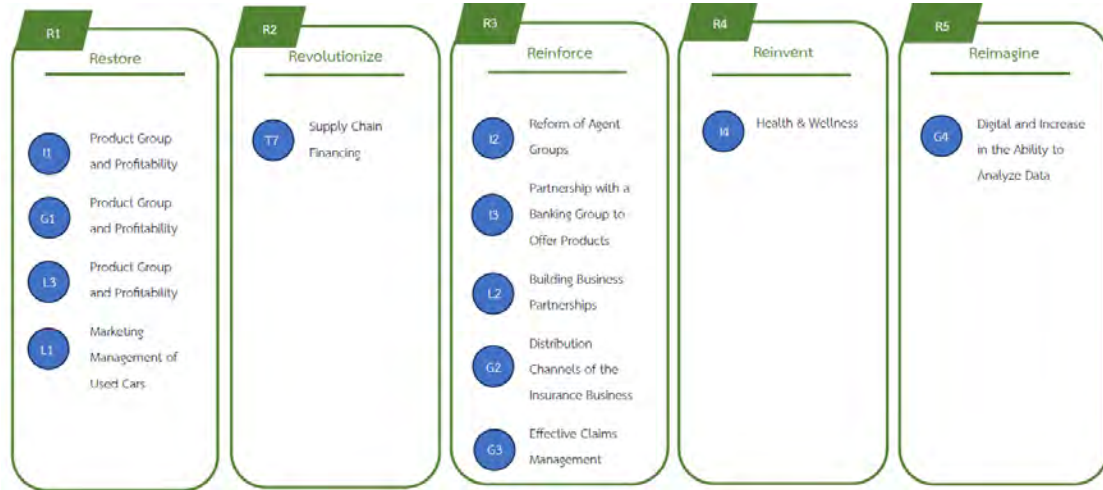 R1
Restore
I1
Product Group
and Profitability
G1
Product Group
and Profitability
L3
Product Group
and Profitability
L1
Marketing
Management of
Used Cars
R2
Revolutionize
T7
Supply Chain
Financing
R3
Reinforce
I2
Reform of Agent
Groups
I3
Partnership with a
Banking Group to
Offer Products
L2
Building Business
Partnerships
G2
Distribution
Channels of the
Insurance Business
G3
Effective Claims
Management
R4
Reinvent
I4
Health & Wellness
R5
Reimagine
G4
Digital and Increase
in the Ability to
Analyze Data